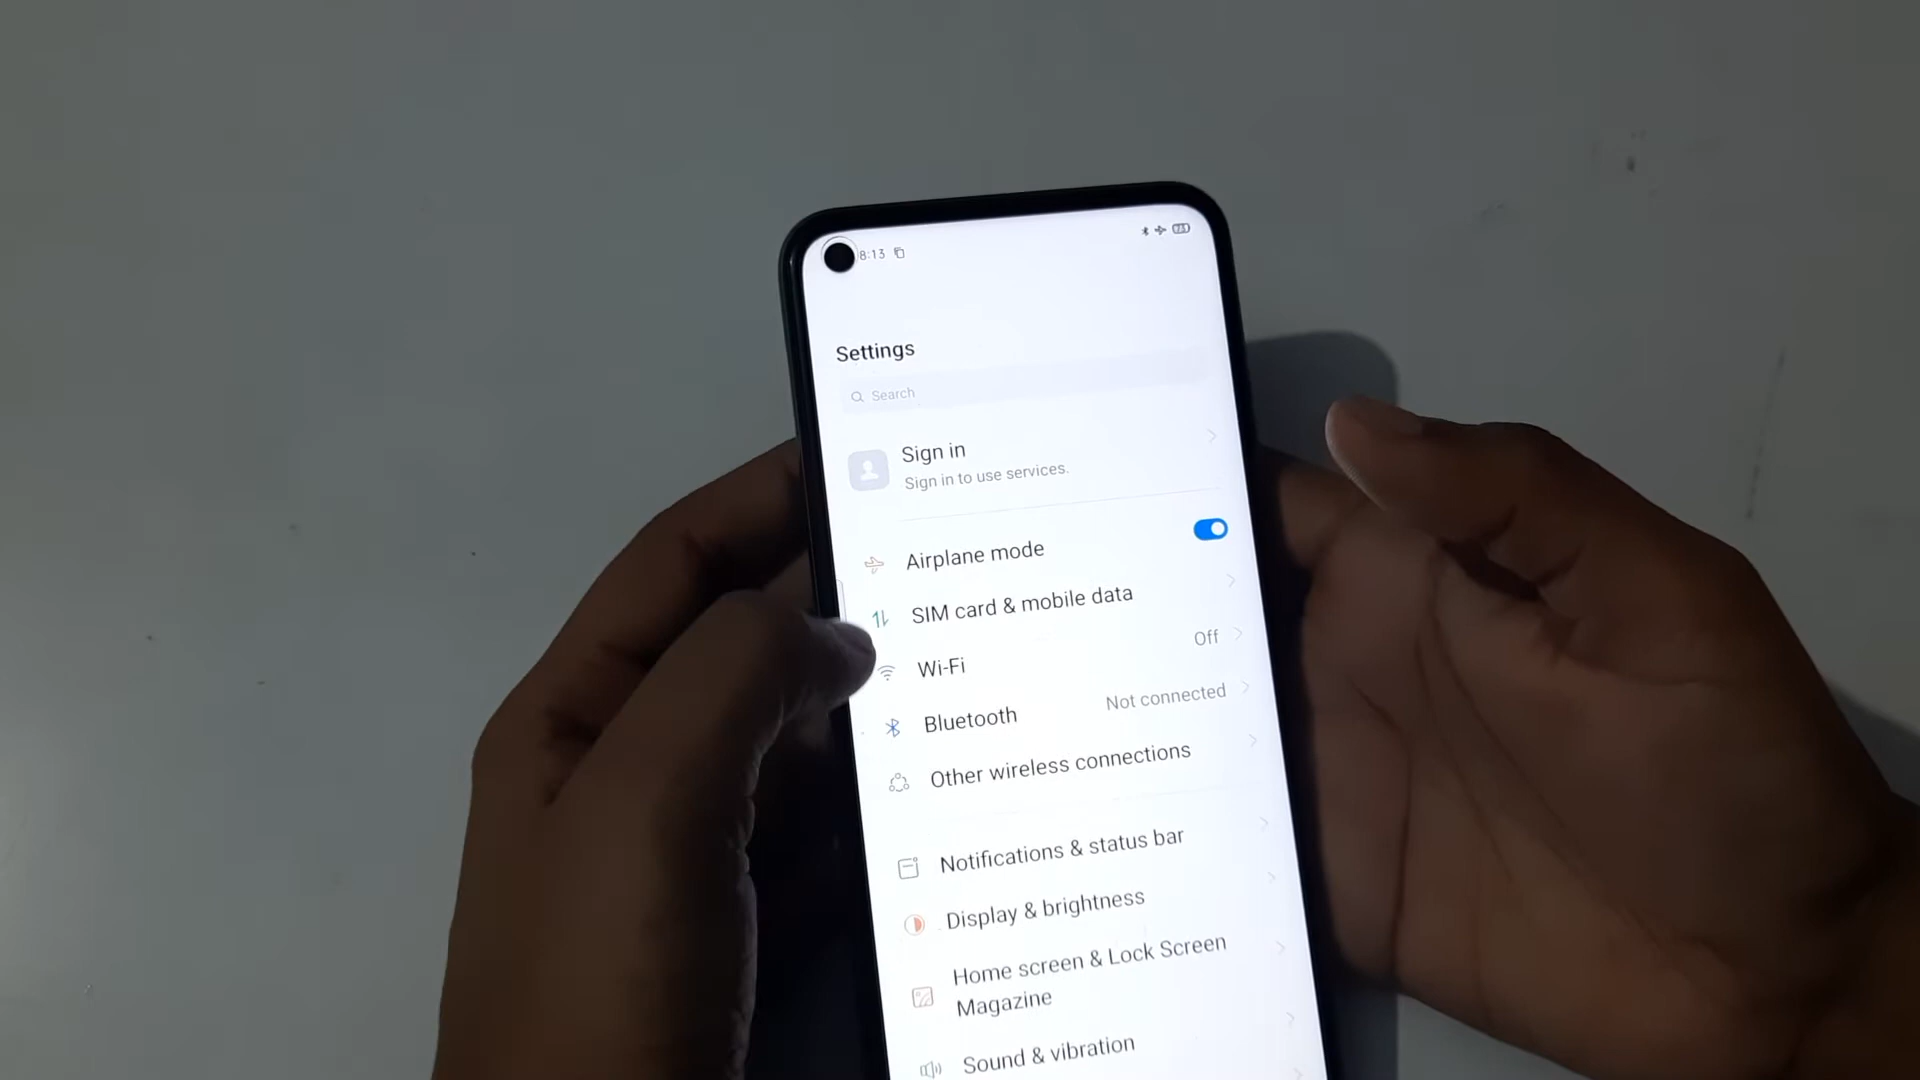 8:13
Settings
Search
Sign in
Sign in to use services.
Airplane mode
SIM card & mobile data
Wi-Fi Off
Bluetooth Not connected
Other wireless connections
Notifications & status bar
Display & brightness
Home screen & Lock Screen
Magazine
Sound & vibration